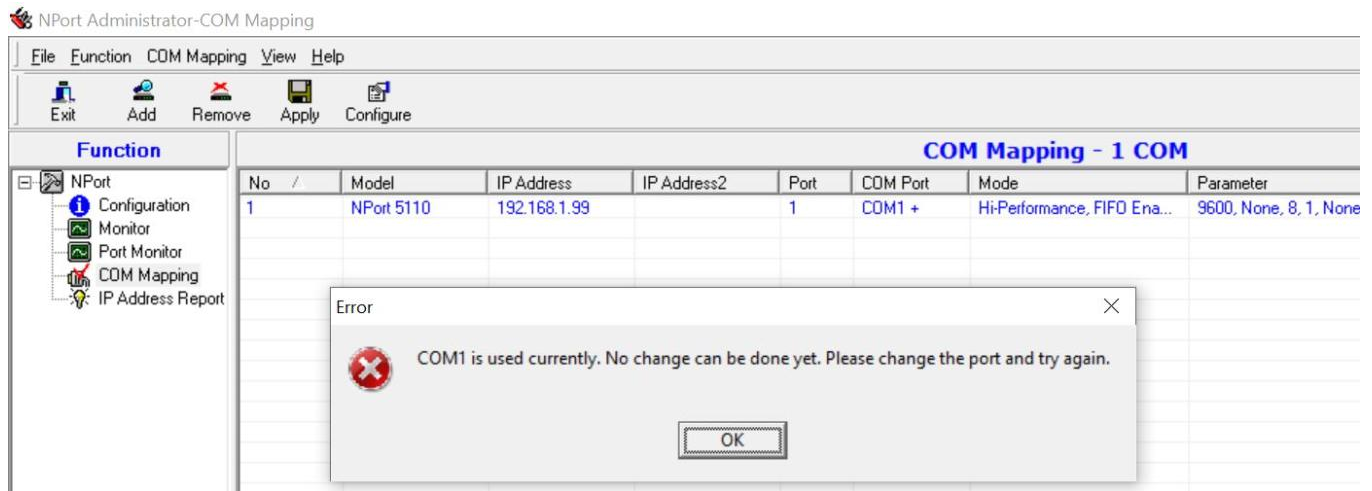 NPort Administrator-COM Mapping
File Function COM Mapping View Help
Exit Add Remove Apply Configure
Function
COM Mapping - 1 COM
NPort
Configuration
Monitor
Port Monitor
COM Mapping
IP Address Report
No Model IP Address IP Address2 Port COM Port Mode Parameter
1 NPort 5110 192.168.1.99 1 COM1 + Hi-Performance, FIFO Ena... 9600, None, 8, 1, None
Error
COM1 is used currently. No change can be done yet. Please change the port and try again.
OK